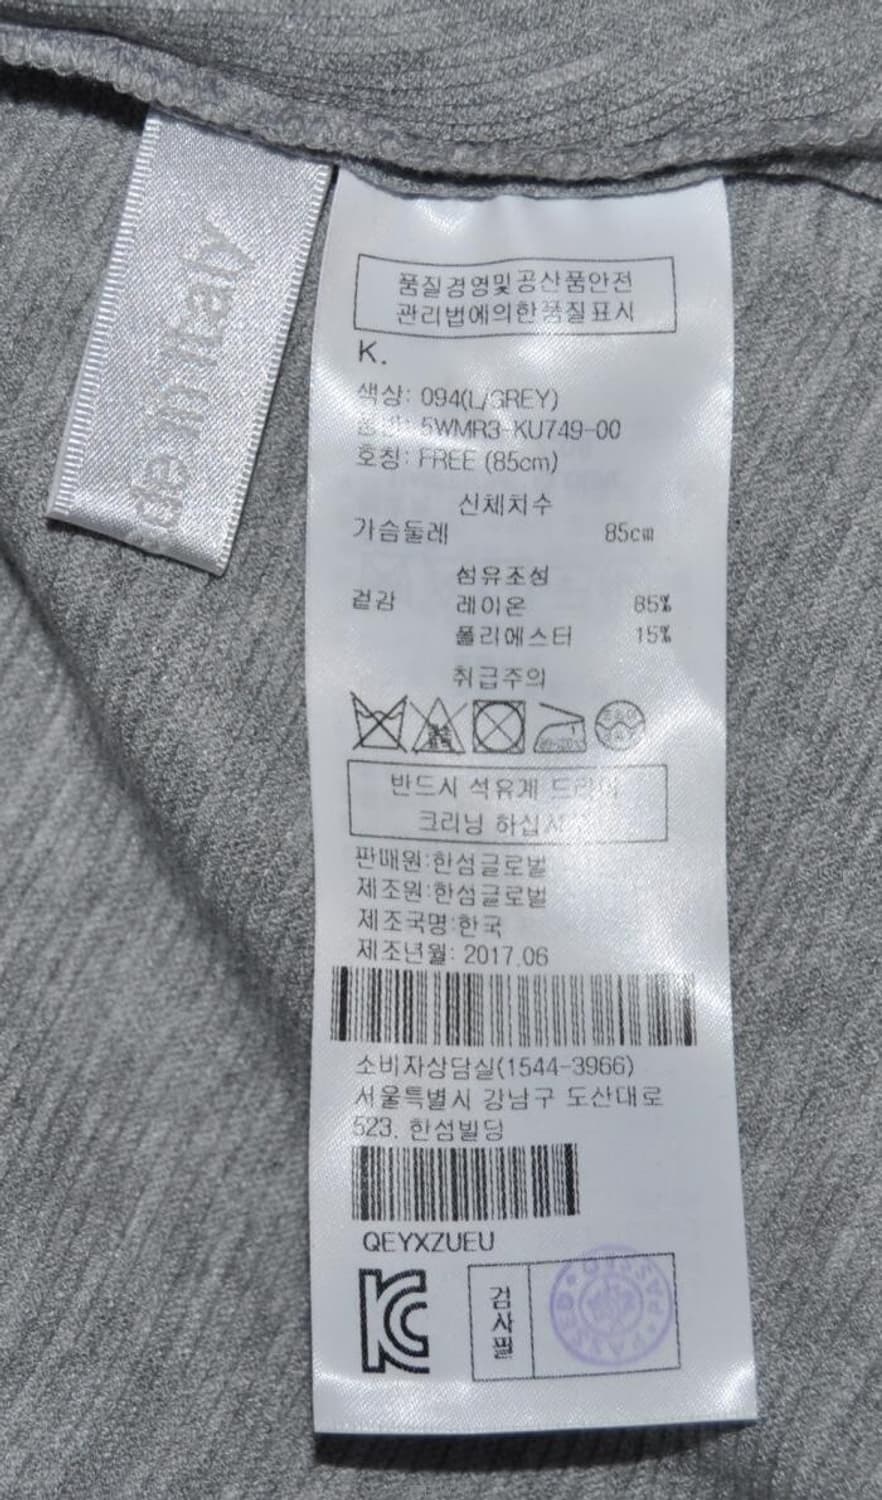 de in Italy
품질경영및공산품안전
관리법에의한품질표시
K.
색상: 094(L/GREY)
품번: 5WMR3-KU749-00
호칭: FREE (85cm)
신체치수
가슴둘레 85cm
섬유조성
겉감 레이온 85%
폴리에스터 15%
취급주의
반드시 석유계 드라이
크리닝 하십시오
판매원:한섬글로벌
제조원:한섬글로벌
제조국명:한국
제조년월: 2017.06
소비자상담실(1544-3966)
서울특별시 강남구 도산대로
523. 한섬빌딩
QEYXZUEU
KC
검사필
PASSED